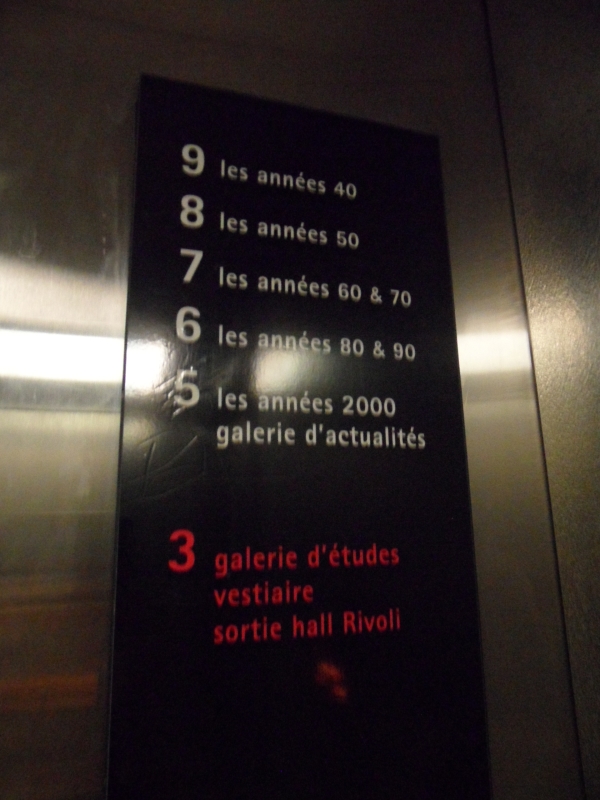 9 les années 40
8 les années 50
7 les années 60 & 70
6 les années 80 & 90
5 les années 2000
galerie d'actualités
3 galerie d'études
vestiaire
sortie hall Rivoli